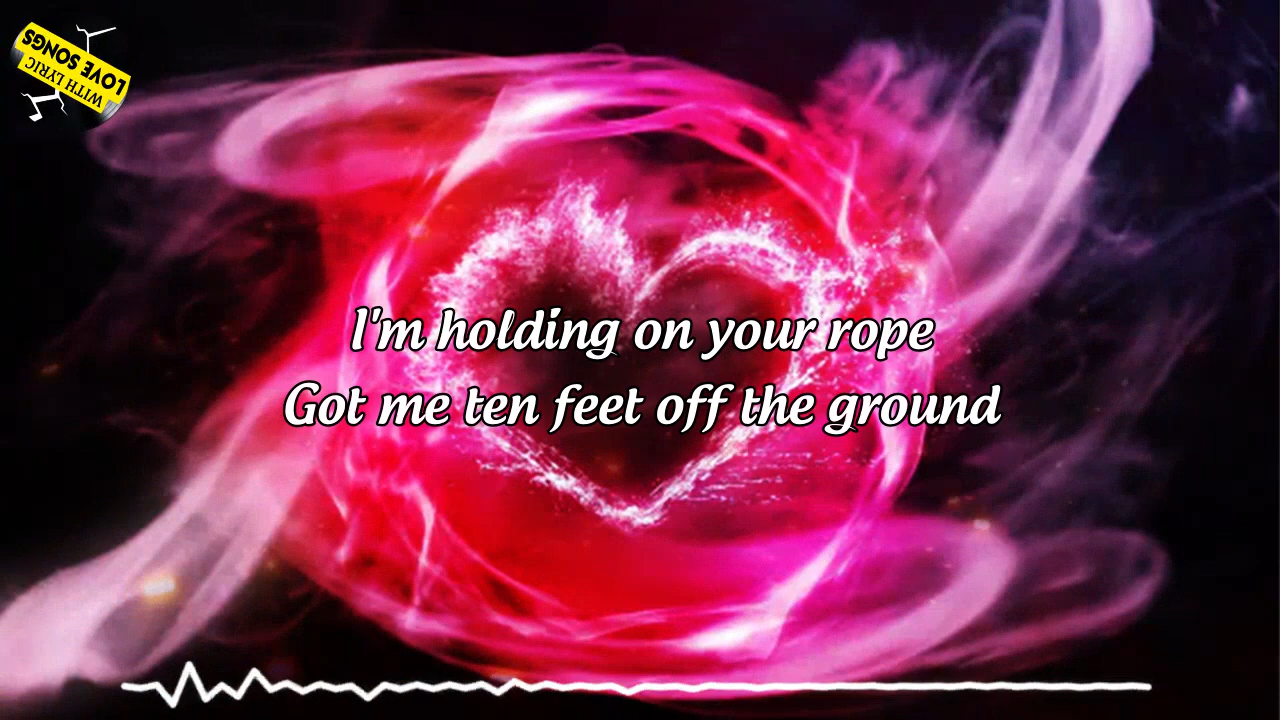 LOVE SONGS
WITH LYRIC
I'm holding on your rope
Got me ten feet off the ground